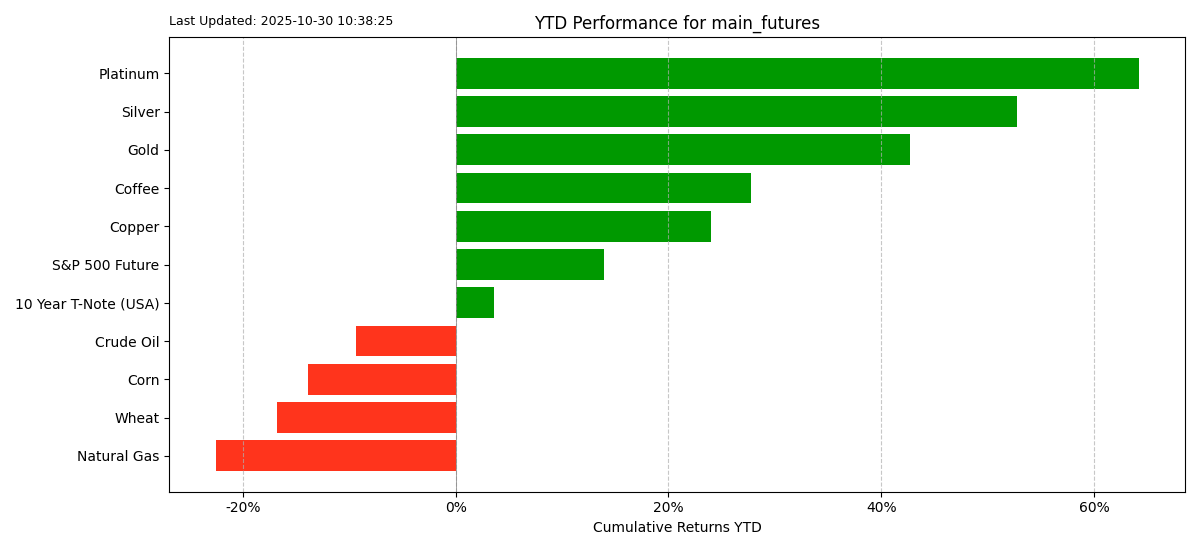 Last Updated: 2025-10-30 10:38:25
YTD Performance for main_futures
Platinum
Silver
Gold
Coffee
Copper
S&P 500 Future
10 Year T-Note (USA)
Crude Oil
Corn
Wheat
Natural Gas
-20% 0% 20% 40% 60%
Cumulative Returns YTD